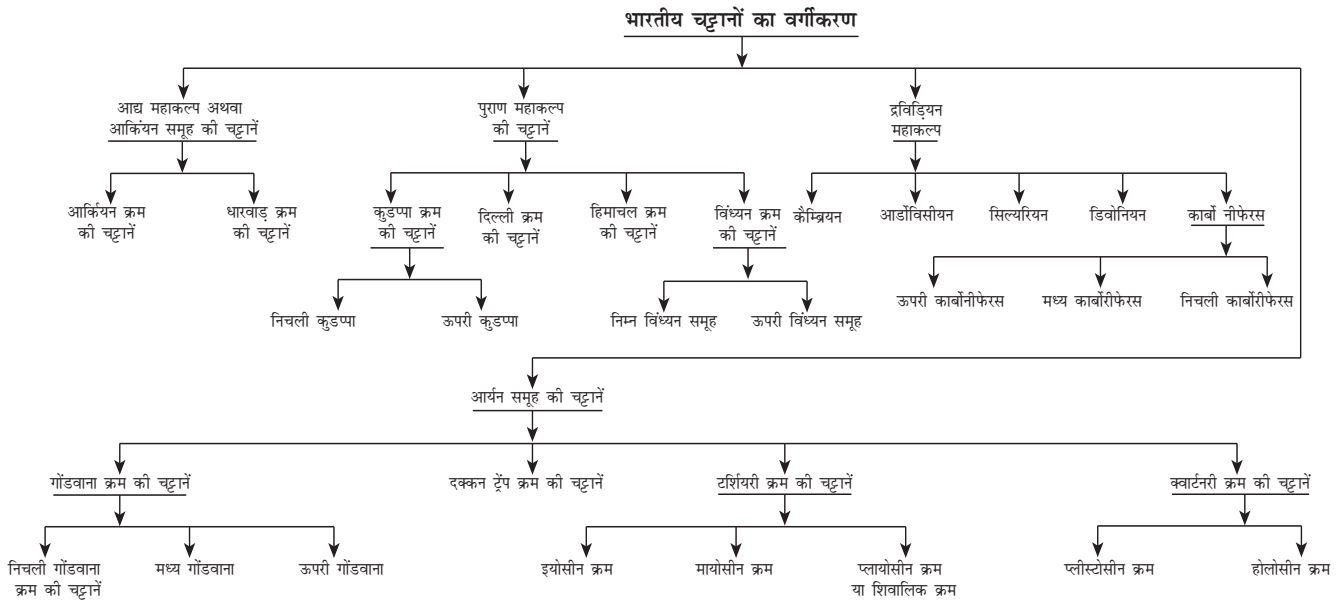 भारतीय चट्टानों का वर्गीकरण
आद्य महाकल्प अथवा
आर्कियन समूह की चट्टानें
पुराण महाकल्प
की चट्टानें
द्रविड़ियन
महाकल्प
आर्कियन क्रम
की चट्टानें
धारवाड़ क्रम
की चट्टानें
कुडप्पा क्रम
की चट्टानें
दिल्ली क्रम
की चट्टानें
हिमाचल क्रम
की चट्टानें
विंध्यन क्रम
की चट्टानें
कैम्ब्रियन
आर्डोविसीयन
सिल्यरियन
डिवोनियन
कार्बो नीफेरस
निचली कुडप्पा
ऊपरी कुडप्पा
निम्न विंध्यन समूह
ऊपरी विंध्यन समूह
ऊपरी कार्बोनीफेरस
मध्य कार्बोरीफेरस
निचली कार्बोरीफेरस
आर्यन समूह की चट्टानें
गोंडवाना क्रम की चट्टानें
दक्कन ट्रेंप क्रम की चट्टानें
टर्शियरी क्रम की चट्टानें
क्वार्टनरी क्रम की चट्टानें
निचली गोंडवाना
क्रम की चट्टानें
मध्य गोंडवाना
ऊपरी गोंडवाना
इयोसीन क्रम
मायोसीन क्रम
प्लायोसीन क्रम
या शिवालिक क्रम
प्लीस्टोसीन क्रम
होलोसीन क्रम